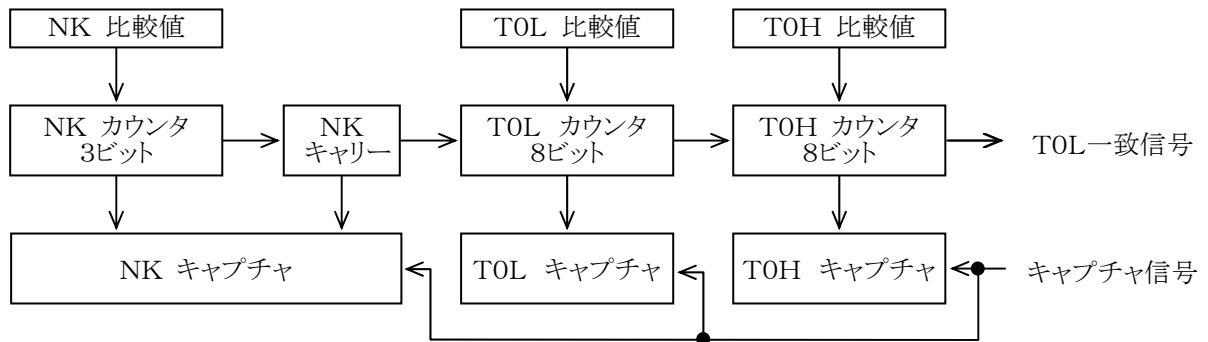 NK 比較値
T0L 比較値
T0H 比較値
NK カウンタ
3ビット
NK
キャリー
T0L カウンタ
8ビット
T0H カウンタ
8ビット
T0L一致信号
NK キャプチャ
T0L キャプチャ
T0H キャプチャ
キャプチャ信号